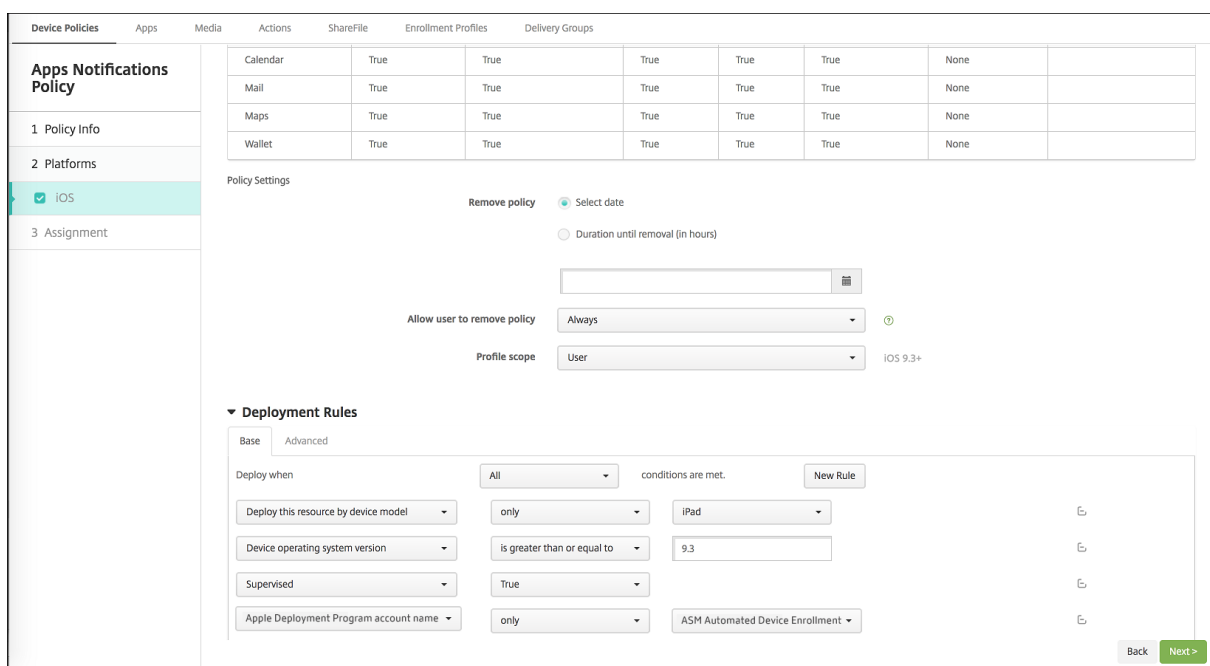 Device Policies Apps Media Actions ShareFile Enrollment Profiles Delivery Groups
Apps Notifications
Policy
1 Policy Info
2 Platforms
iOS
3 Assignment
Calendar True True True True True None
Mail True True True True True None
Maps True True True True True None
Wallet True True True True True None
Policy Settings
Remove policy Select date
Duration until removal (in hours)
Allow user to remove policy Always
Profile scope User iOS 9.3+
Deployment Rules
Base Advanced
Deploy when All conditions are met. New Rule
Deploy this resource by device model only iPad
Device operating system version is greater than or equal to 9.3
Supervised True
Apple Deployment Program account name only ASM Automated Device Enrollment
Back Next >